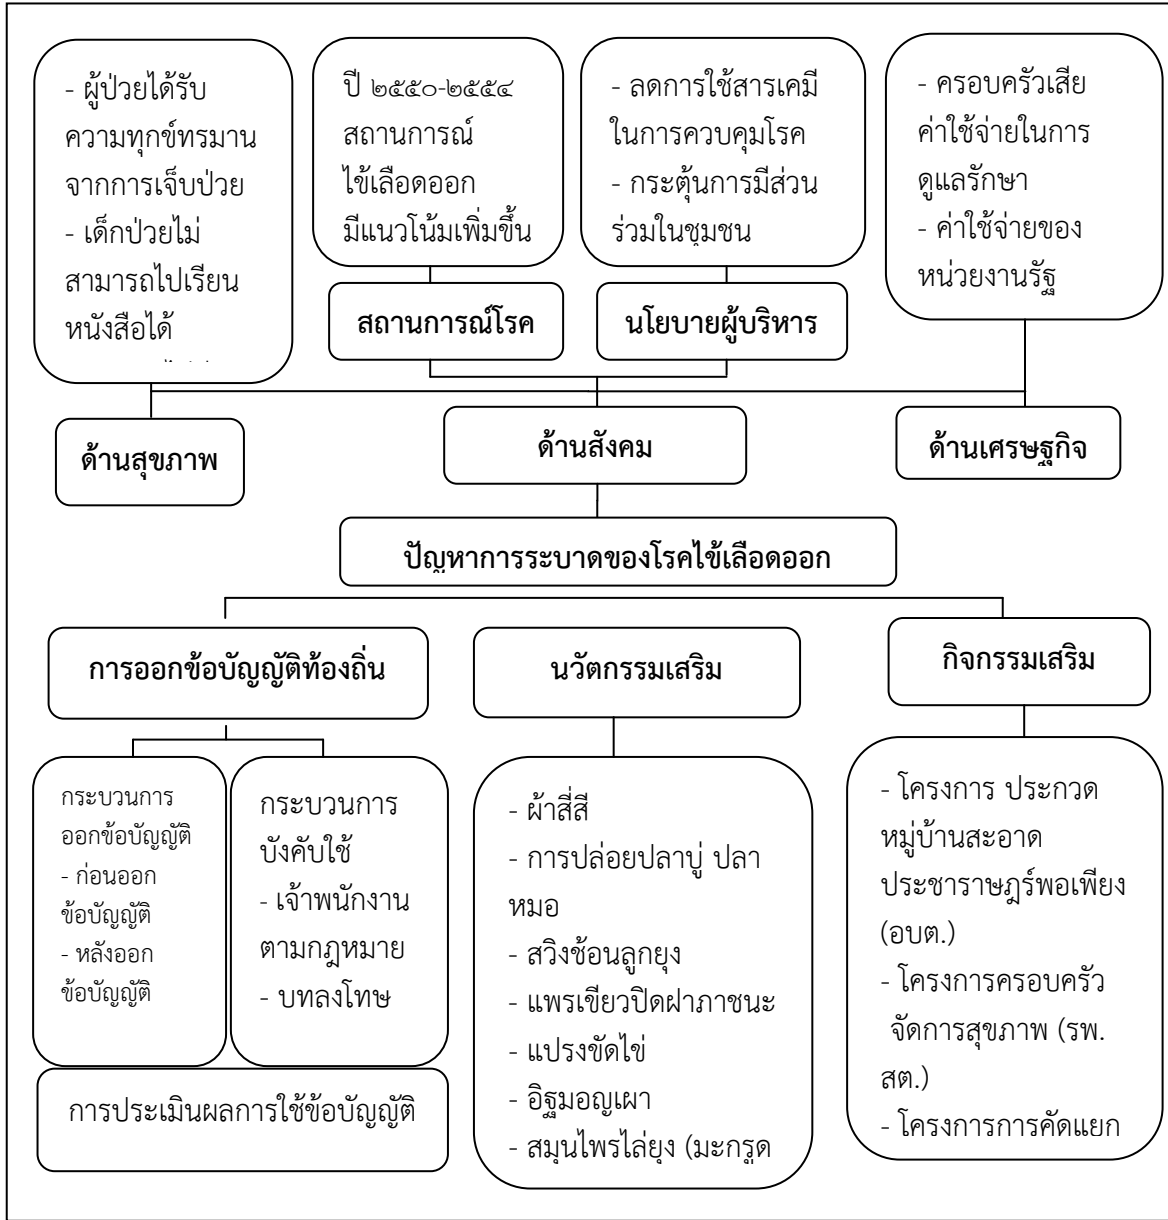 - ผู้ป่วยได้รับ
ความทุกข์ทรมาน
จากการเจ็บป่วย
- เด็กป่วยไม่
สามารถไปเรียน
หนังสือได้
ปี ๒๕๕๐-๒๕๕๔
สถานการณ์
ไข้เลือดออก
มีแนวโน้มเพิ่มขึ้น
- ลดการใช้สารเคมี
ในการควบคุมโรค
- กระตุ้นการมีส่วน
ร่วมในชุมชน
- ครอบครัวเสีย
ค่าใช้จ่ายในการ
ดูแลรักษา
- ค่าใช้จ่ายของ
หน่วยงานรัฐ
สถานการณ์โรค
นโยบายผู้บริหาร
ด้านสุขภาพ
ด้านสังคม
ด้านเศรษฐกิจ
ปัญหาการระบาดของโรคไข้เลือดออก
การออกข้อบัญญัติท้องถิ่น
นวัตกรรมเสริม
กิจกรรมเสริม
กระบวนการ
ออกข้อบัญญัติ
- ก่อนออก
ข้อบัญญัติ
- หลังออก
ข้อบัญญัติ
กระบวนการ
บังคับใช้
- เจ้าพนักงาน
ตามกฎหมาย
- บทลงโทษ
การประเมินผลการใช้ข้อบัญญัติ
- ผ้าสี่สี
- การปล่อยปลาบู่ ปลา
หมอ
- สวิงช้อนลูกยุง
- แพรเขียวปิดฝาภาชนะ
- แปรงขัดไข่
- อิฐมอญเผา
- สมุนไพรไล่ยุง (มะกรูด
- โครงการ ประกวด
หมู่บ้านสะอาด
ประชาราษฎร์พอเพียง
(อบต.)
- โครงการครอบครัว
จัดการสุขภาพ (รพ.
สต.)
- โครงการการคัดแยก